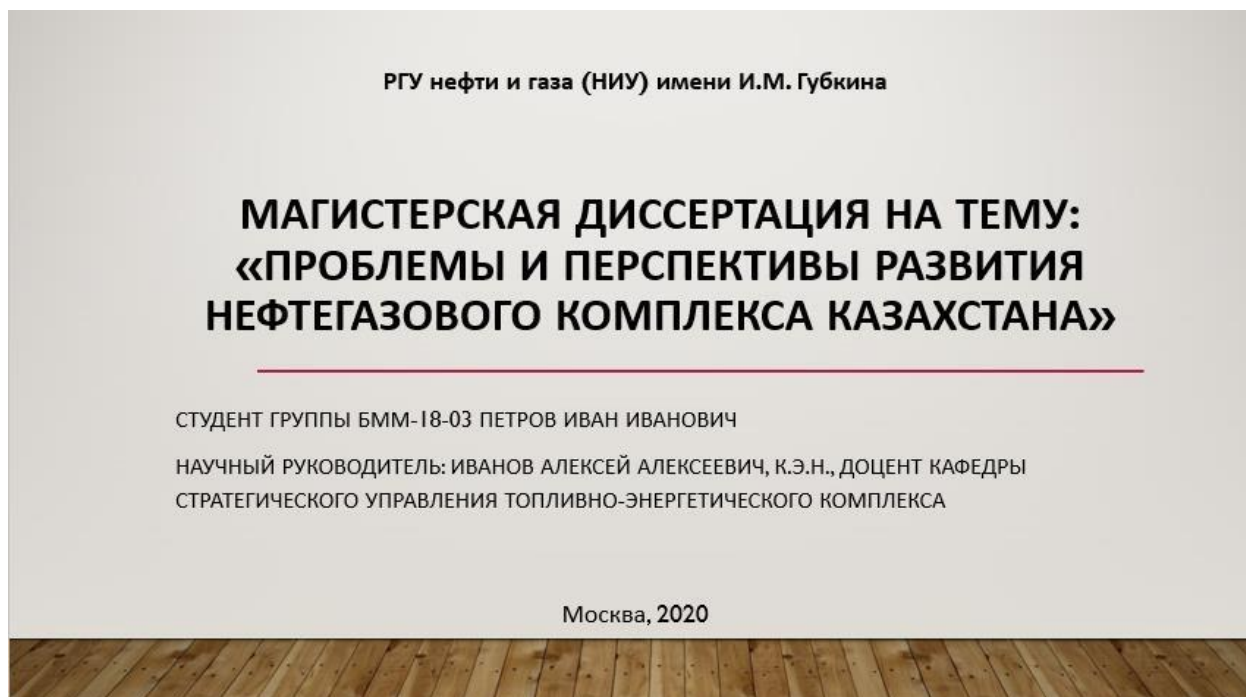 РГУ нефти и газа (НИУ) имени И.М. Губкина
МАГИСТЕРСКАЯ ДИССЕРТАЦИЯ НА ТЕМУ:
«ПРОБЛЕМЫ И ПЕРСПЕКТИВЫ РАЗВИТИЯ
НЕФТЕГАЗОВОГО КОМПЛЕКСА КАЗАХСТАНА»
СТУДЕНТ ГРУППЫ БММ-18-03 ПЕТРОВ ИВАН ИВАНОВИЧ
НАУЧНЫЙ РУКОВОДИТЕЛЬ: ИВАНОВ АЛЕКСЕЙ АЛЕКСЕЕВИЧ, К.Э.Н., ДОЦЕНТ КАФЕДРЫ
СТРАТЕГИЧЕСКОГО УПРАВЛЕНИЯ ТОПЛИВНО-ЭНЕРГЕТИЧЕСКОГО КОМПЛЕКСА
Москва, 2020